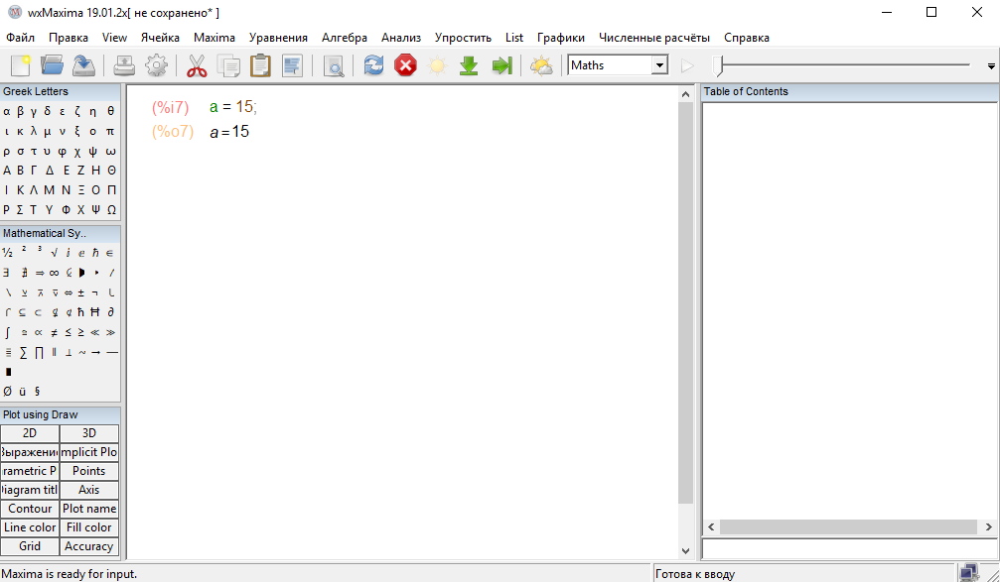 wxMaxima 19.01.2x[ не сохранено* ]
Файл Правка View Ячейка Maxima Уравнения Алгебра Анализ Упростить List Графики Численные расчёты Справка
Maths
Greek Letters
α β γ δ ε ζ η θ
ι κ λ μ ν ξ ο π
ρ σ τ υ φ χ ψ ω
Α Β Γ Δ Ε Ζ Η Θ
Ι Κ Λ Μ Ν Ξ Ο Π
Ρ Σ Τ Υ Φ Χ Ψ Ω
Mathematical Sy..
½ ² ³ √ ⅈ ⅇ ħ ∈
∃ ∄ ⇒ ∞
⇔ ± ¬
⊆ ⊂ ⊄ ħ Ħ ∂
∫ ≅ ∝ ≠ ≤ ≥ ≪ ≫
∑ ∏ ∥ ⊥ ~ → —
∎
Ø ü §
Plot using Draw
2D 3D
Зыражени mplicit Plo
rametric P Points
iagram titl Axis
Contour Plot name
Line color Fill color
Grid Accuracy
(%i7) a = 15;
(%o7) a=15
Table of Contents
Maxima is ready for input.
Готова к вводу